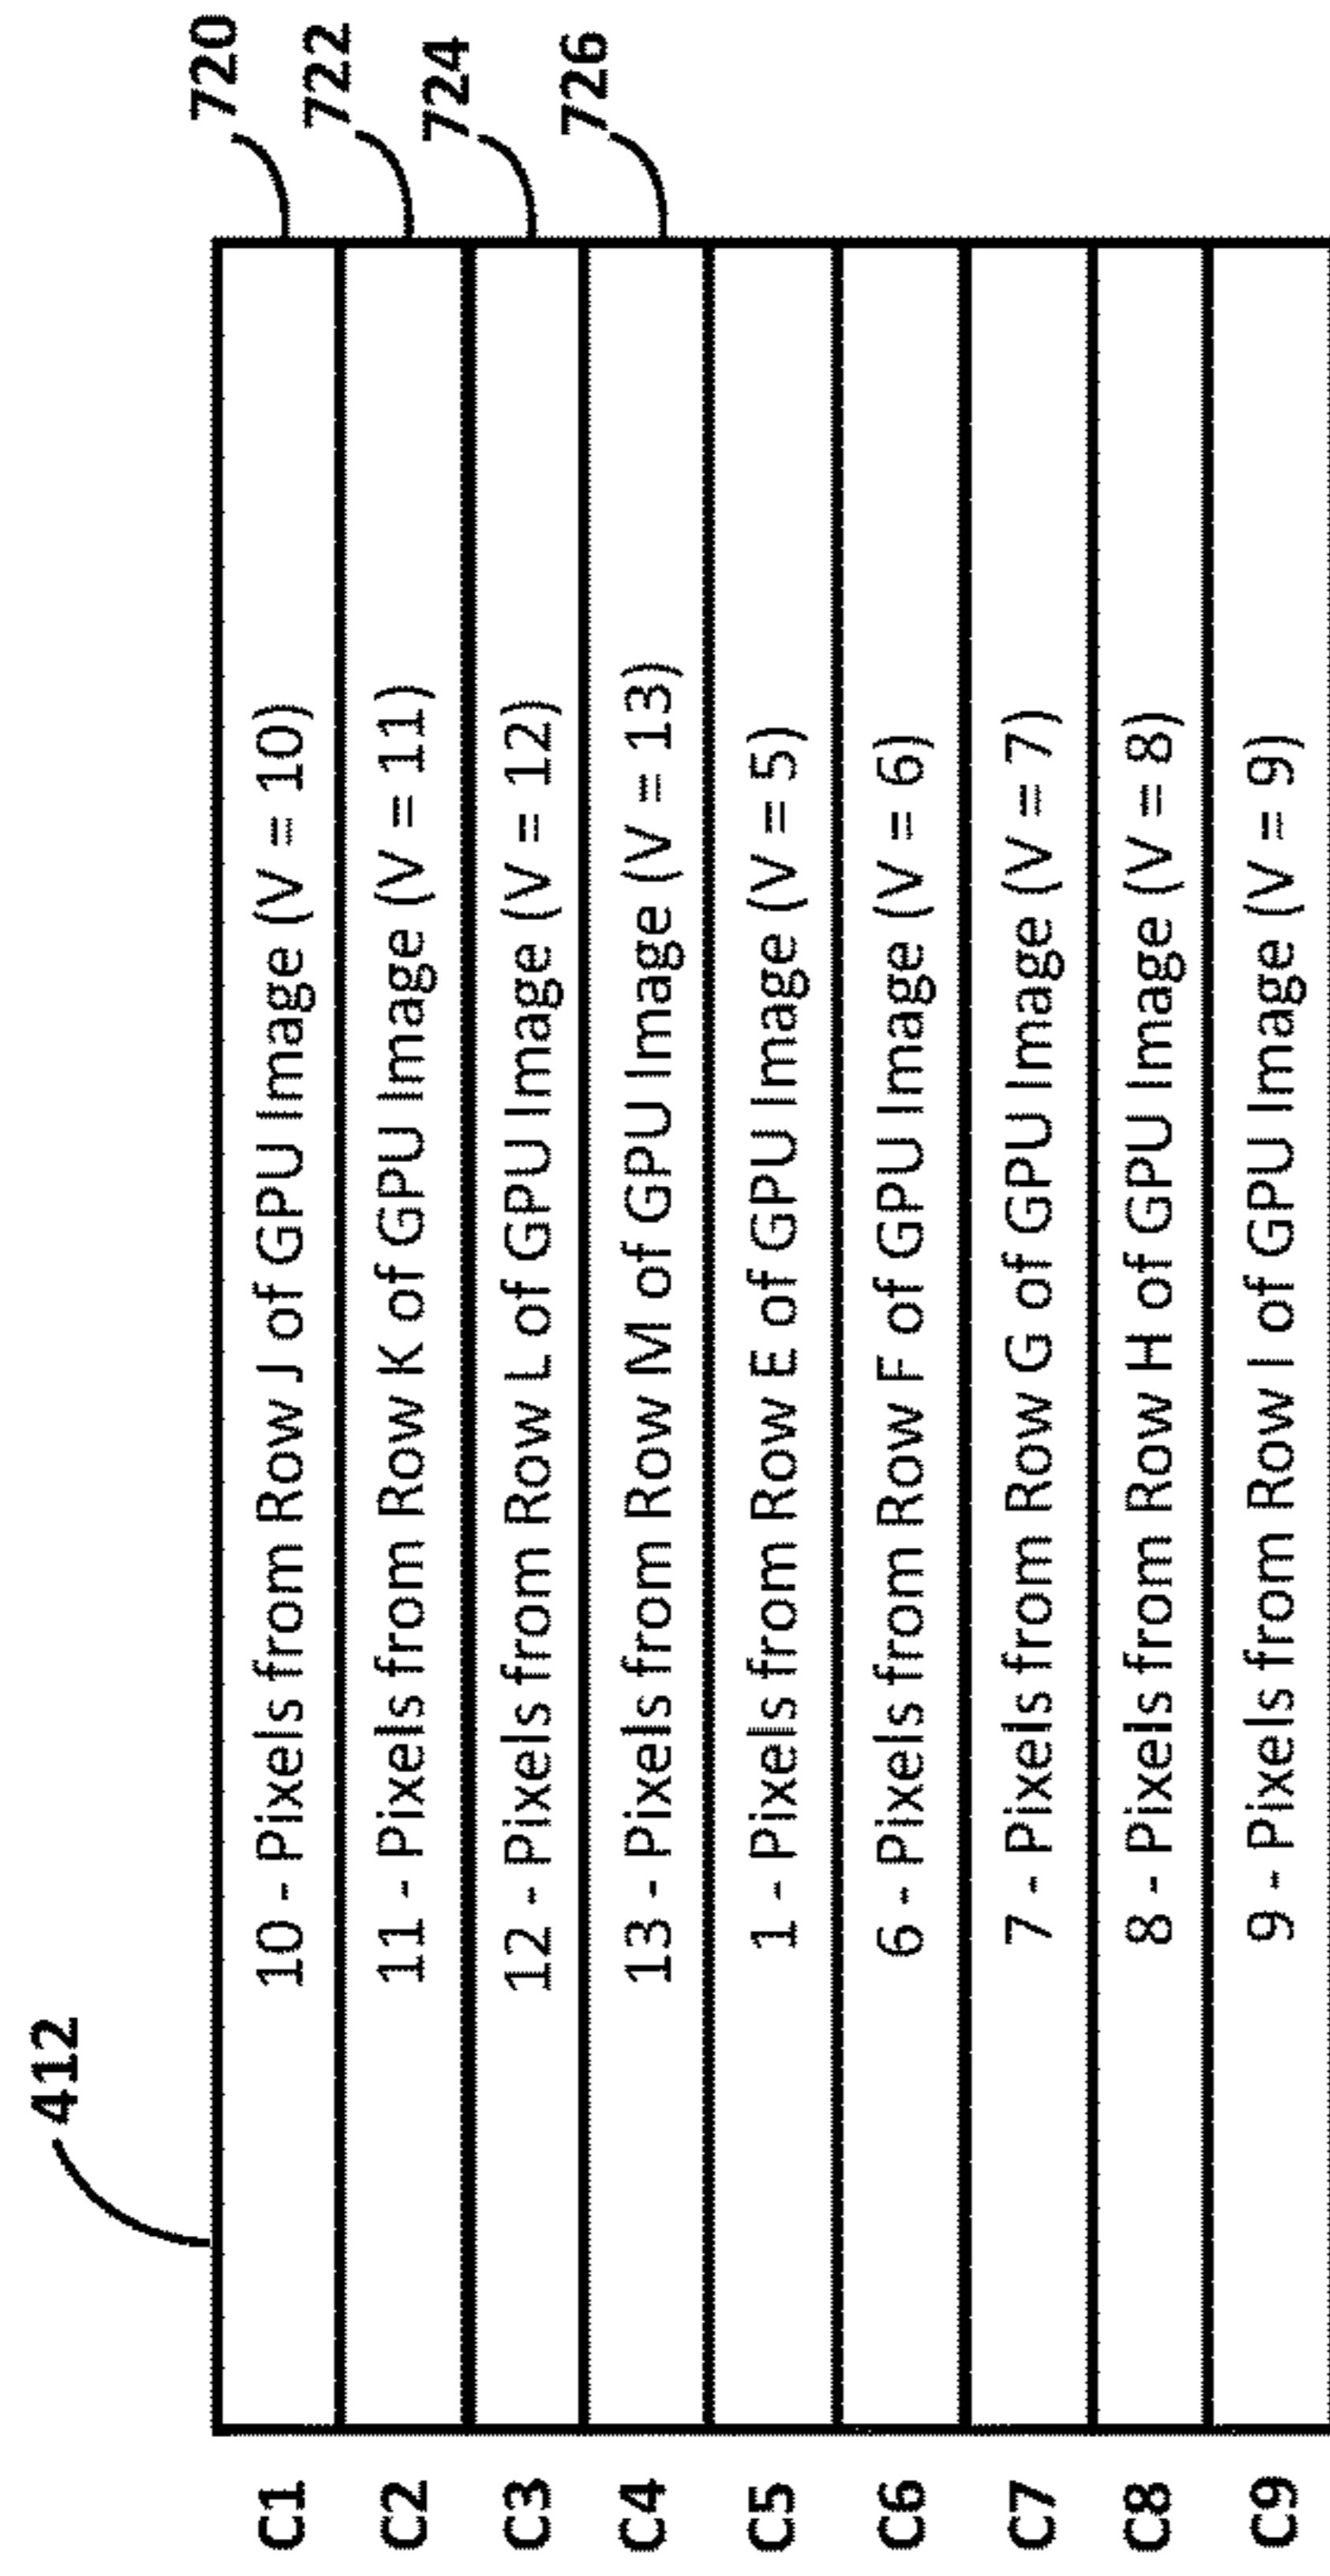 412
C1 10 - Pixels from Row J of GPU Image (V = 10) 720
C2 11 - Pixels from Row K of GPU Image (V = 11) 722
C3 12 - Pixels from Row L of GPU Image (V = 12) 724
C4 13 - Pixels from Row M of GPU Image (V = 13) 726
C5 1 - Pixels from Row E of GPU Image (V = 5)
C6 6 - Pixels from Row F of GPU Image (V = 6)
C7 7 - Pixels from Row G of GPU Image (V = 7)
C8 8 - Pixels from Row H of GPU Image (V = 8)
C9 9 - Pixels from Row I of GPU Image (V = 9)